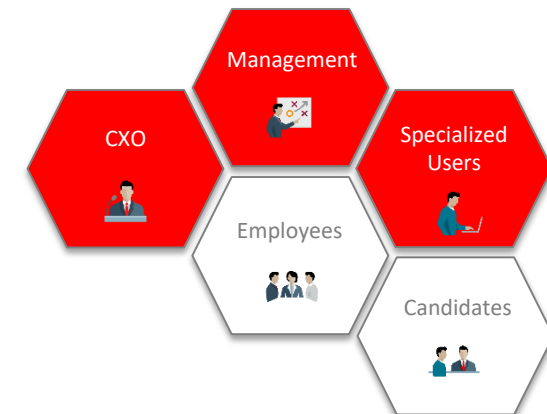 Management
CXO
Specialized
Users
Employees
Candidates